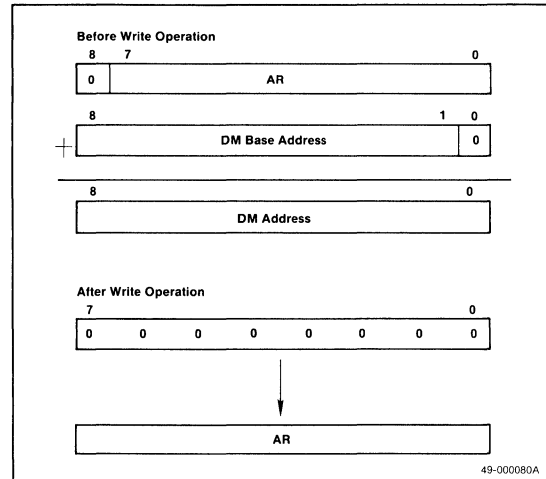 Before Write Operation
8 7 0
0 AR
8 1 0
+ DM Base Address 0
8 0
DM Address
After Write Operation
7 0
0 0 0 0 0 0 0 0
AR
49-000080A